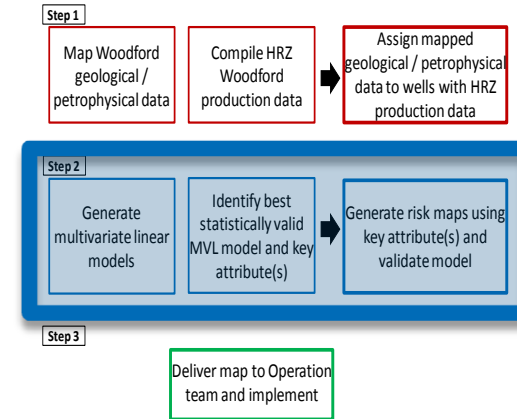 Step 1
Map Woodford
geological /
petrophysical data
Compile HRZ
Woodford
production data
Assign mapped
geological / petrophysical
data to wells with HRZ
production data
Step 2
Generate
multivariate linear
models
Identify best
statistically valid
MVL model and key
attribute(s)
Generate risk maps using
key attribute(s) and
validate model
Step 3
Deliver map to Operation
team and implement